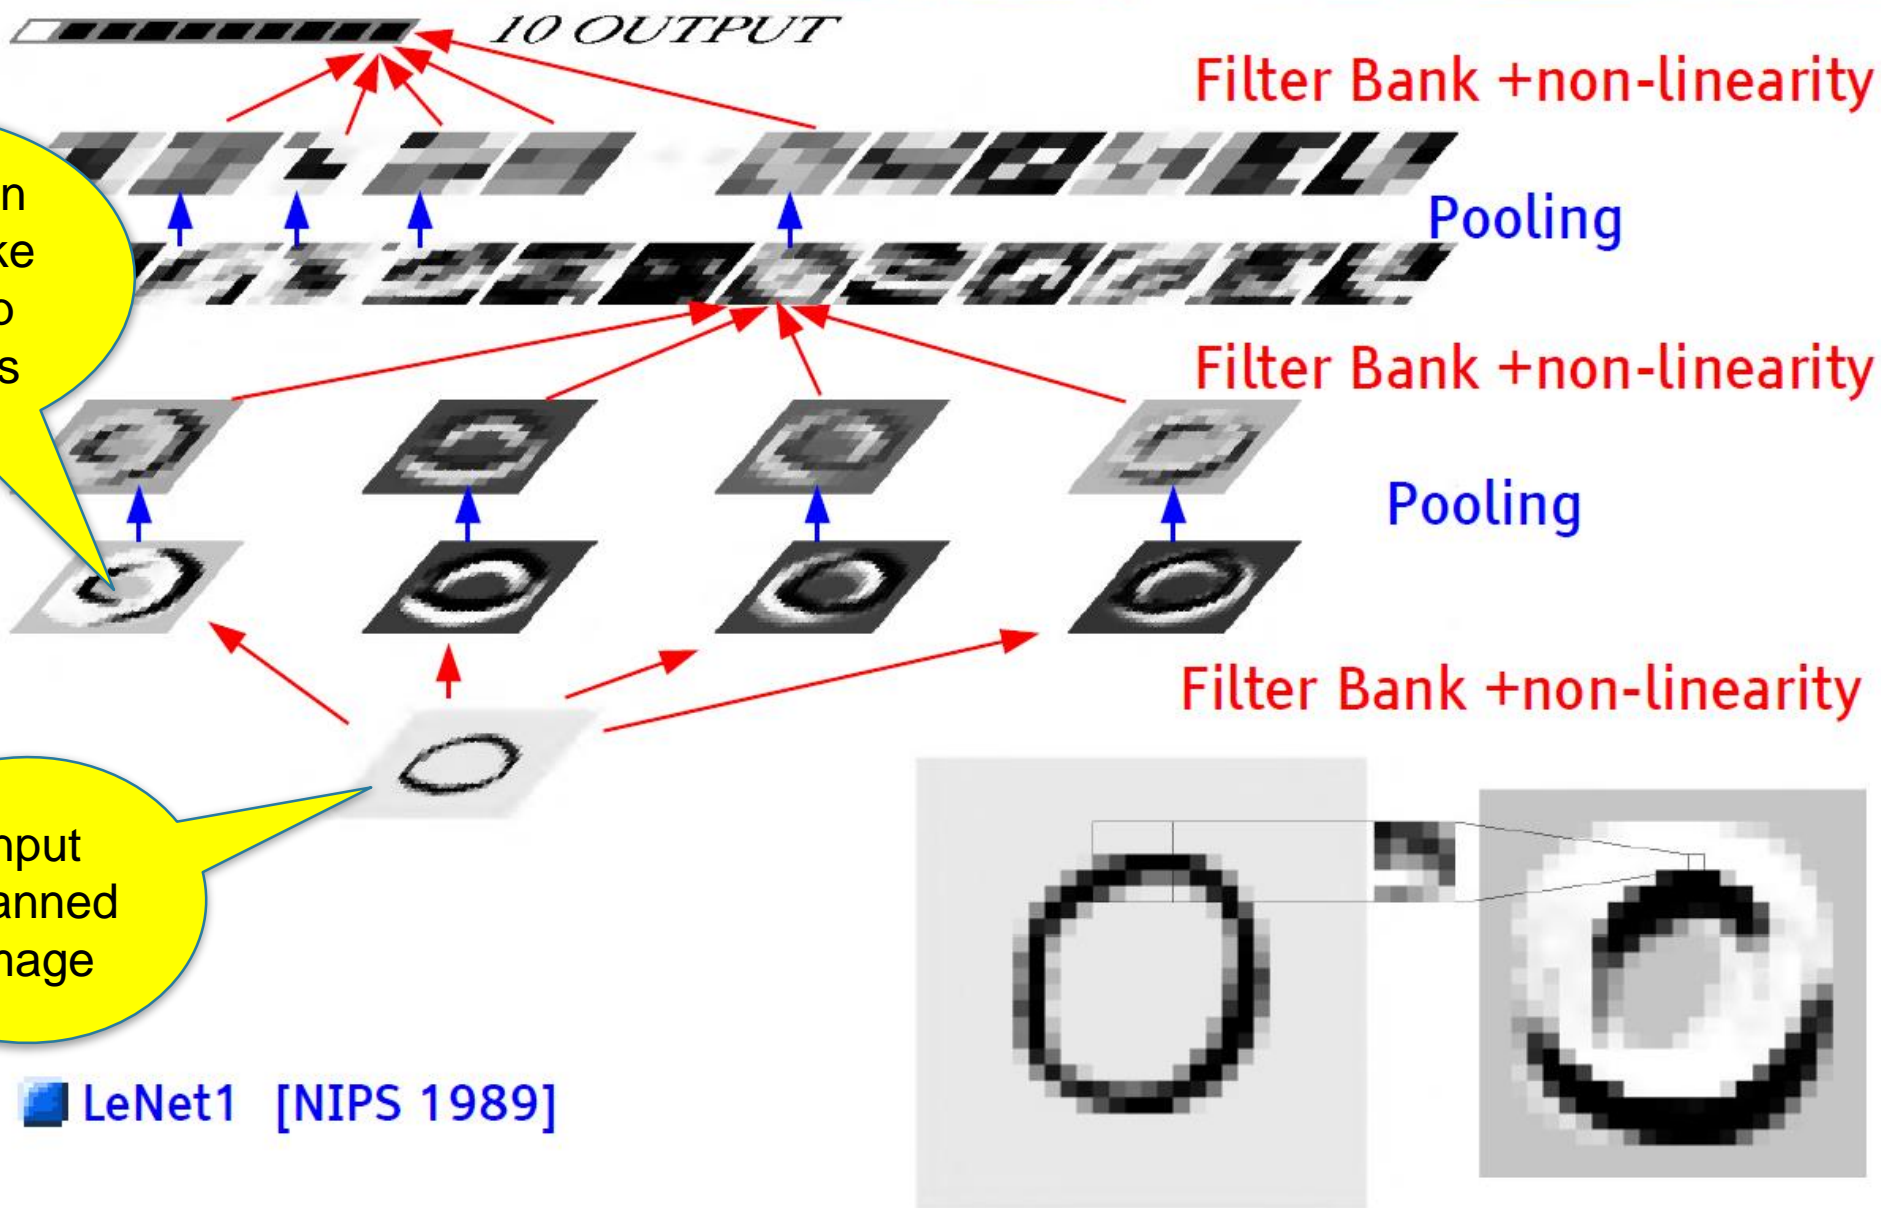 10 OUTPUT
Filter Bank +non-linearity
Pooling
Filter Bank +non-linearity
Pooling
Filter Bank +non-linearity
LeNet1 [NIPS 1989]